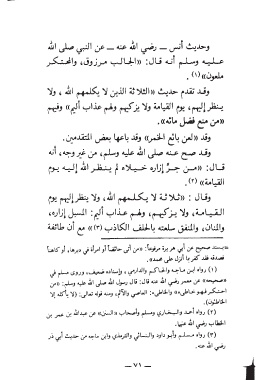 وحديث أنس ــ رضي الله عنه ــ عن النبي صلى الله
عليه وسلم أنه قال: «الجالب مرزوق، والمحتكر
ملعون» (١) .
وقد تقدم حديث «الثلاثة الذين لا يكلمهم الله ، ولا
ينظر إليهم، يوم القيامة ولا يزكيهم ولهم عذاب أليم» وفيهم
«من منع فضل مائه».
وقد «لعن بائع الخمر» وقد باعها بعض المتقدمين.
وقد صح عنه صلى الله عليه وسلم، من غير وجه، أنه
قال: «من جرَّ إزاره خيلاء لم ينظر الله إليه يوم
القيامة» (٢) .
وقال : «ثلاثة لا يكلمهم الله، ولا ينظر إليهم يوم
القيامة، ولا يزكيهم، ولهم عذاب أليم: المسبل إزاره،
والمنان، والمنفق سلعته بالحلف الكاذب (٣)» مع أن طائفة
بسند صحيح عن أبي هريرة مرفوعاً: «من أتى حائضاً أو امرأة في دبرها، أو كاهناً
فصدقه فقد كفر بما أنزل على محمد».
(١) رواه ابن ماجه والحاكم والدارمي، وإسناده ضعيف، وروى مسلم في
«صحيحه» عن معمر رضي الله عنه قال: قال رسول الله صلى الله عليه وسلم: «من
احتكر فهو خاطىء» والخاطىء: العاصي والآثم، ومنه قوله تعالى: (لا يأكله إلا
الخاطئون).
(٢) رواه أحمد والبخاري ومسلم وأصحاب «السنن» عن عبدالله بن عمر بن
الخطاب رضي الله عنهما.
(٣) رواه مسلم وأبو داود والنسائي والترمذي وابن ماجه من حديث أبي ذر
رضي الله عنه.
ــ ٧١ ــ